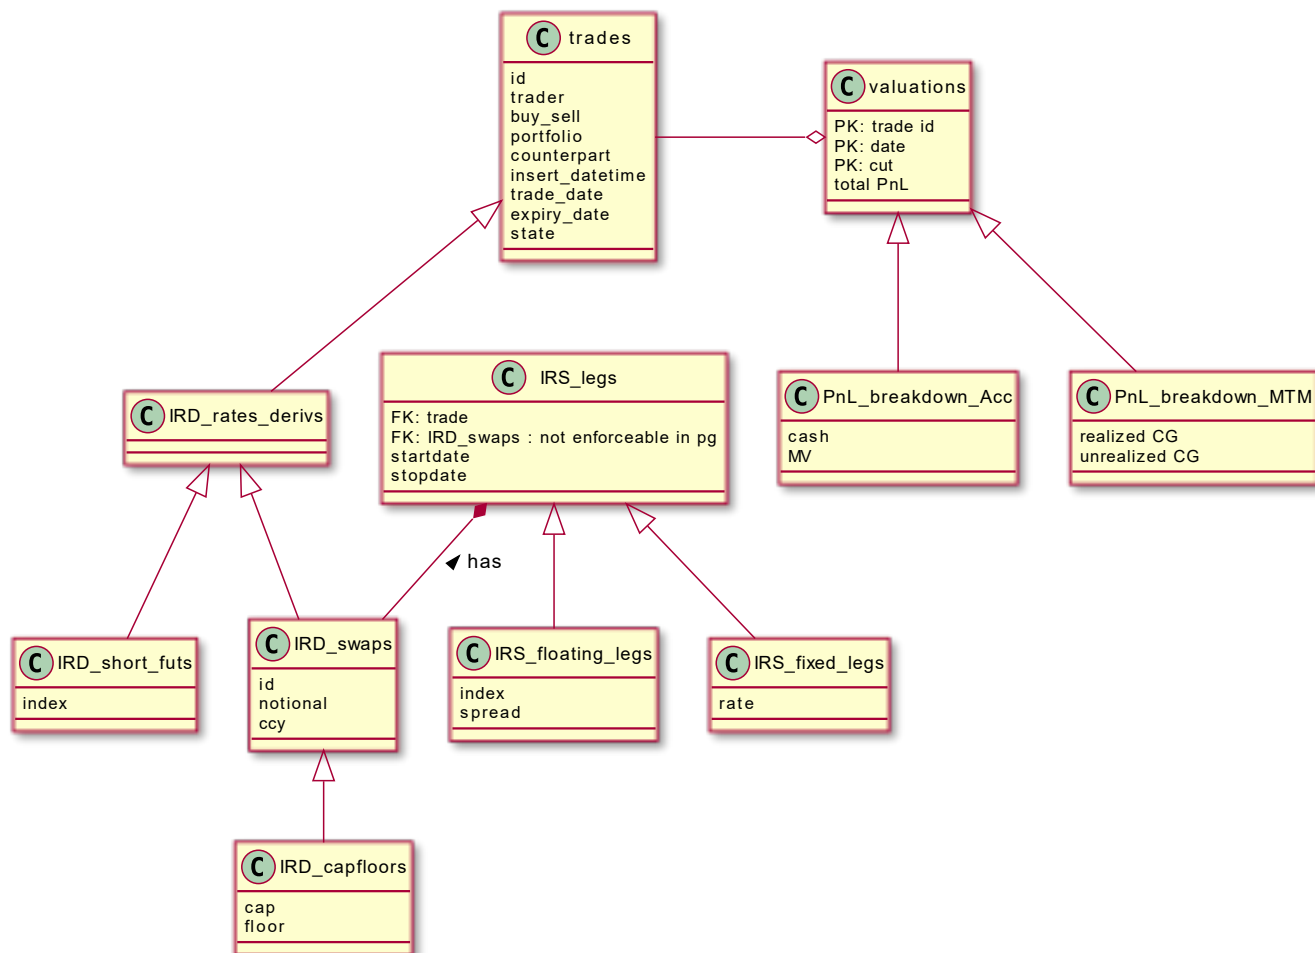 C trades
id
trader
buy_sell
portfolio
counterpart
insert_datetime
trade_date
expiry_date
state
C valuations
PK: trade id
PK: date
PK: cut
total PnL
C IRD_rates_derivs
C IRS_legs
FK: trade
FK: IRD_swaps : not enforceable in pg
startdate
stopdate
C PnL_breakdown_Acc
cash
MV
C PnL_breakdown_MTM
realized CG
unrealized CG
has
C IRD_short_futs
index
C IRD_swaps
id
notional
ccy
C IRS_floating_legs
index
spread
C IRS_fixed_legs
rate
C IRD_capfloors
cap
floor